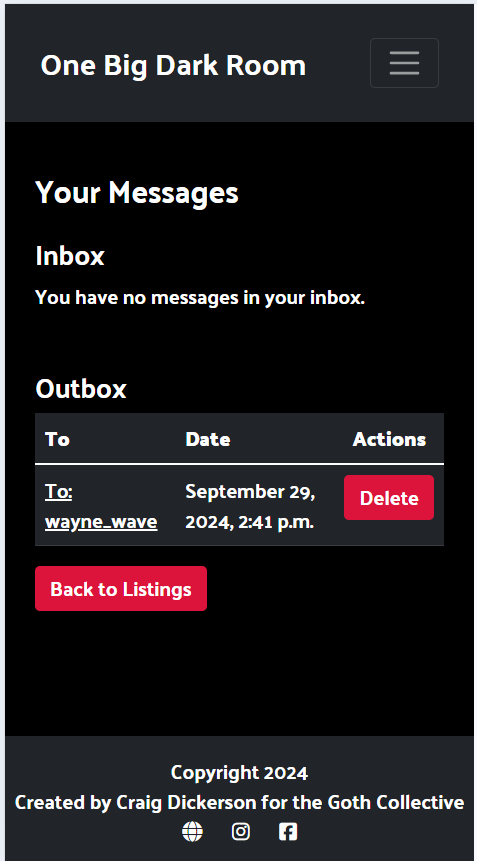 One Big Dark Room
Your Messages
Inbox
You have no messages in your inbox.
Outbox
To Date Actions
To: September 29, Delete
wayne_wave 2024, 2:41 p.m.
Back to Listings
Copyright 2024
Created by Craig Dickerson for the Goth Collective